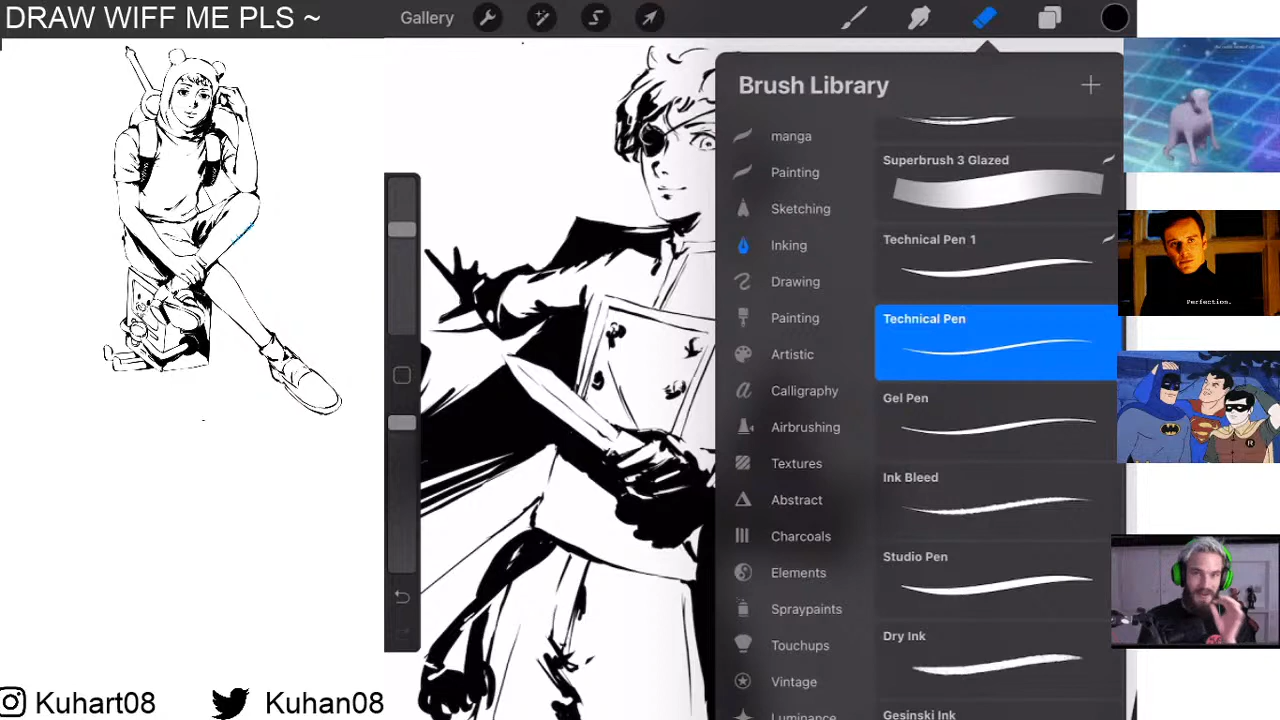 DRAW WIFF ME PLS ~
Gallery
Brush Library
manga
Painting
Sketching
Inking
Drawing
Painting
Artistic
Calligraphy
Airbrushing
Textures
Abstract
Charcoals
Elements
Spraypaints
Touchups
Vintage
Luminance
Superbrush 3 Glazed
Technical Pen 1
Technical Pen
Gel Pen
Ink Bleed
Studio Pen
Dry Ink
Gesinski Ink
Perfection.
R
Kuhart08
Kuhan08